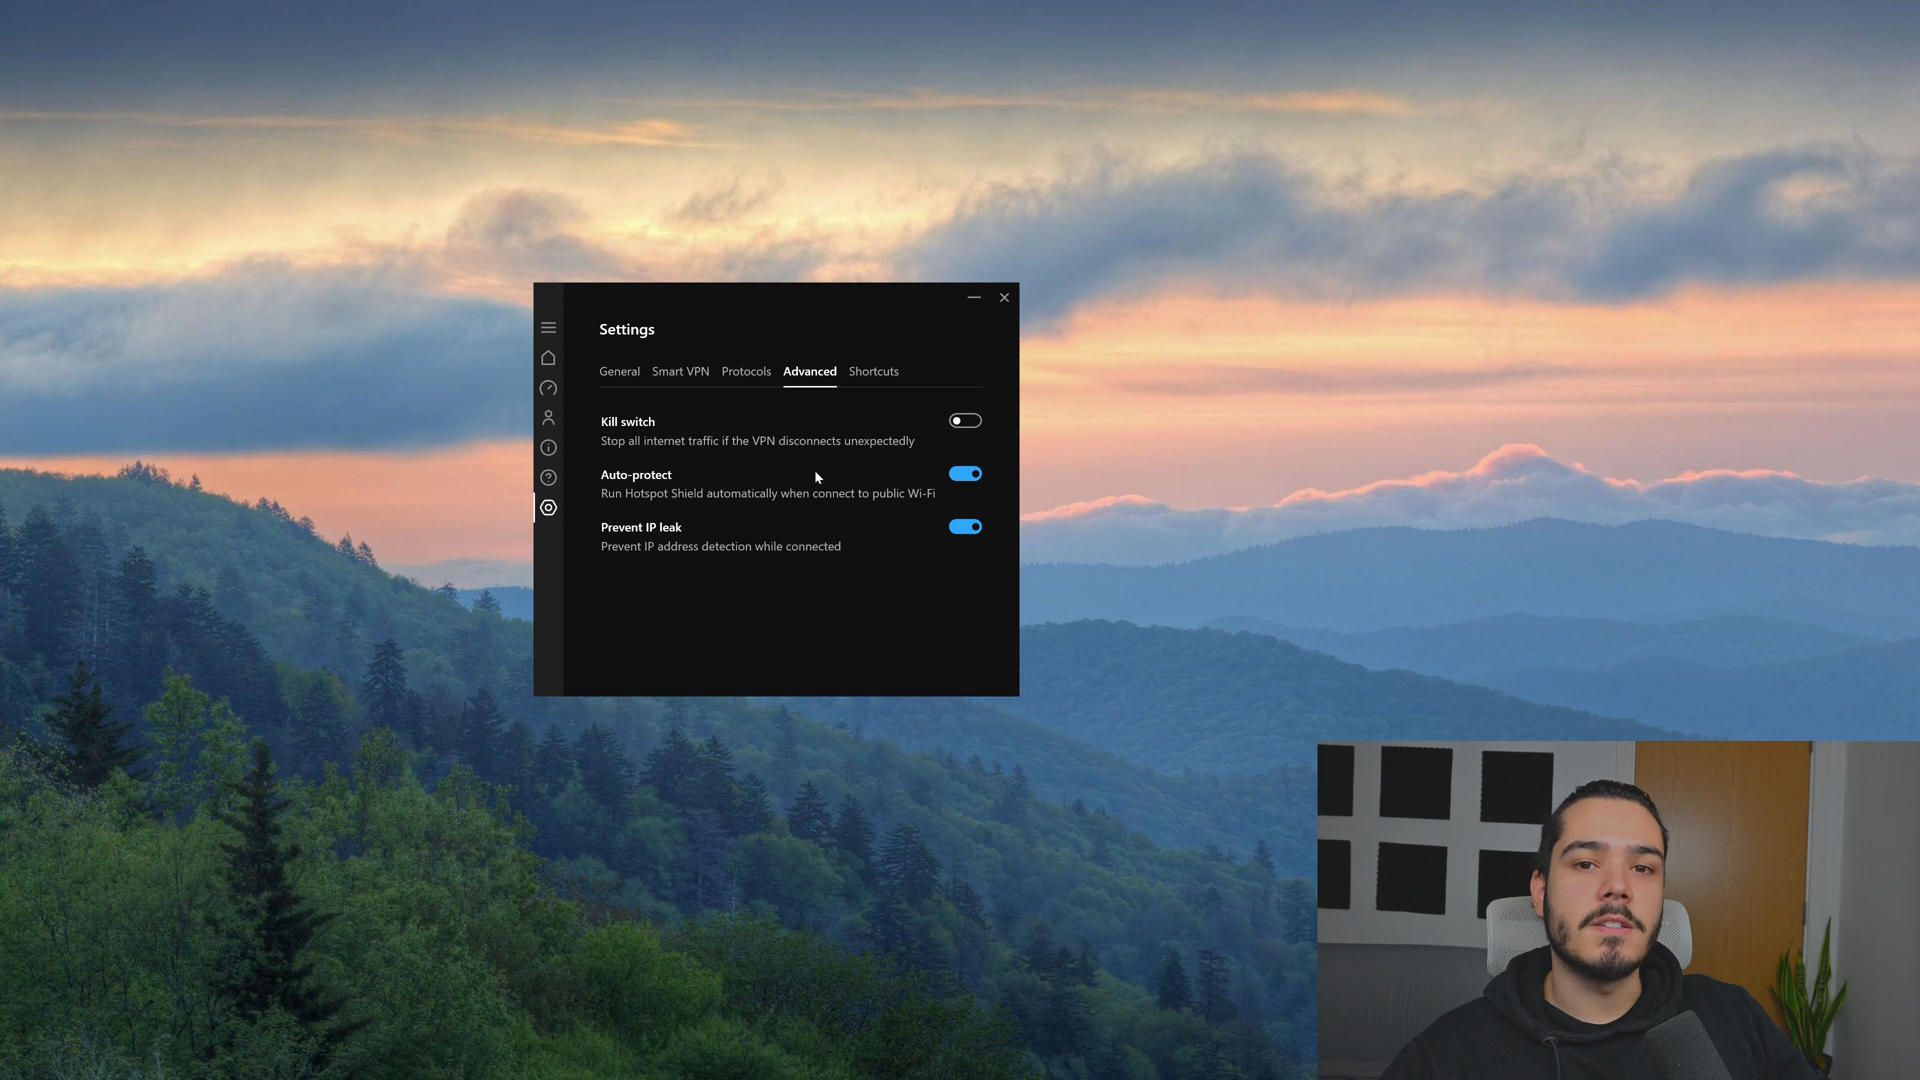 Settings
General Smart VPN Protocols Advanced Shortcuts
Kill switch
Stop all internet traffic if the VPN disconnects unexpectedly
Auto-protect
Run Hotspot Shield automatically when connect to public Wi-Fi
Prevent IP leak
Prevent IP address detection while connected